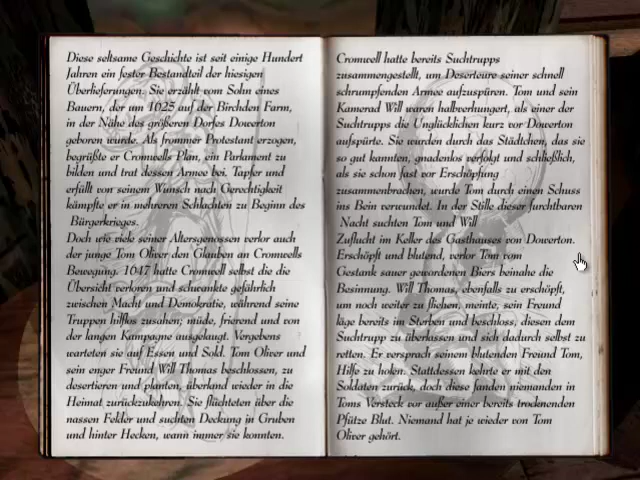 Diese seltsame Geschichte ist seit einige Hundert
Jahren ein fester Bestandteil der hiesigen
Überlieferungen. Sie erzählt vom Sohn eines
Bauern, der um 1625 auf der Birchden Farm,
in der Nähe des größeren Dorfes Dowerton
geboren wurde. Als frommer Protestant erzogen,
begrüßte er Cromwells Plan, ein Parlament zu
bilden und trat dessen Armee bei. Tapfer und
erfüllt von seinem Wunsch nach Gerechtigkeit
kämpfte er in mehreren Schlachten zu Beginn des
Bürgerkrieges.
Doch wie viele seiner Altersgenossen verlor auch
der junge Tom Oliver den Glauben an Cromwells
Bewegung. 1647 hatte Cromwell selbst die die
Übersicht verloren und schwankte gefährlich
zwischen Macht und Demokratie, während seine
Truppen hilflos zusahen; müde, frierend und von
der langen Kampagne ausgelaugt. Vergebens
warteten sie auf Essen und Sold. Tom Oliver und
sein enger Freund Will Thomas beschlossen, zu
desertieren und planten, überland wieder in die
Heimat zurückzukehren. Sie flüchteten über die
nassen Felder und suchten Deckung in Gruben
und hinter Hecken, wann immer sie konnten.
Cromwell hatte bereits Suchtrupps
zusammengestellt, um Deserteure seiner schnell
schrumpfenden Armee aufzuspüren. Tom und sein
Kamerad Will waren halbverhungert, als einer der
Suchtrupps die Unglücklichen kurz vor Dowerton
aufspürte. Sie wurden durch das Städtchen, das sie
so gut kannten, gnadenlos verfolgt und schließlich,
als sie schon fast vor Erschöpfung
zusammenbrachen, wurde Tom durch einen Schuss
ins Bein verwundet. In der Stille dieser furchtbaren
Nacht suchten Tom und Will
Zuflucht im Keller des Gasthauses von Dowerton.
Erschöpft und blutend, verlor Tom vom
Gestank sauer gewordenen Biers beinahe die
Besinnung. Will Thomas, ebenfalls zu erschöpft,
um noch weiter zu fliehen, meinte, sein Freund
läge bereits im Sterben und beschloss, diesen dem
Suchtrupp zu überlassen und sich dadurch selbst zu
retten. Er versprach seinem blutenden Freund Tom,
Hilfe zu holen. Stattdessen kehrte er mit den
Soldaten zurück, doch diese fanden niemanden in
Toms Versteck vor außer einer bereits trocknenden
Pfütze Blut. Niemand hat je wieder von Tom
Oliver gehört.